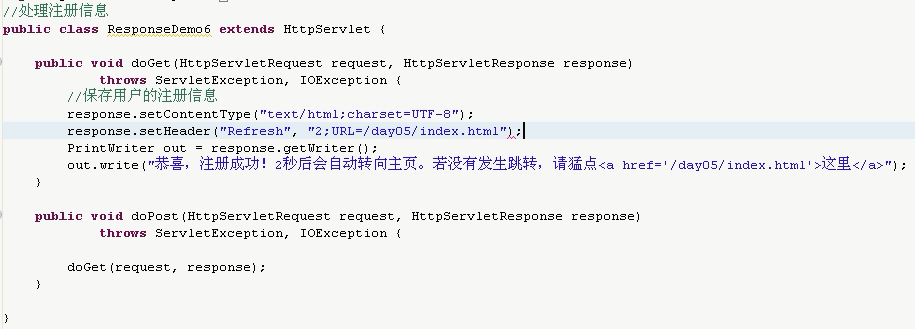 //处理注册信息
public class ResponseDemo6 extends HttpServlet {
public void doGet(HttpServletRequest request, HttpServletResponse response)
throws ServletException, IOException {
//保存用户的注册信息
response.setContentType("text/html;charset=UTF-8");
response.setHeader("Refresh", "2;URL=/day05/index.html");
PrintWriter out = response.getWriter();
out.write("恭喜，注册成功！2秒后会自动转向主页。若没有发生跳转，请猛点<a href='/day05/index.html'>这里</a>");
}
public void doPost(HttpServletRequest request, HttpServletResponse response)
throws ServletException, IOException {
doGet(request, response);
}
}